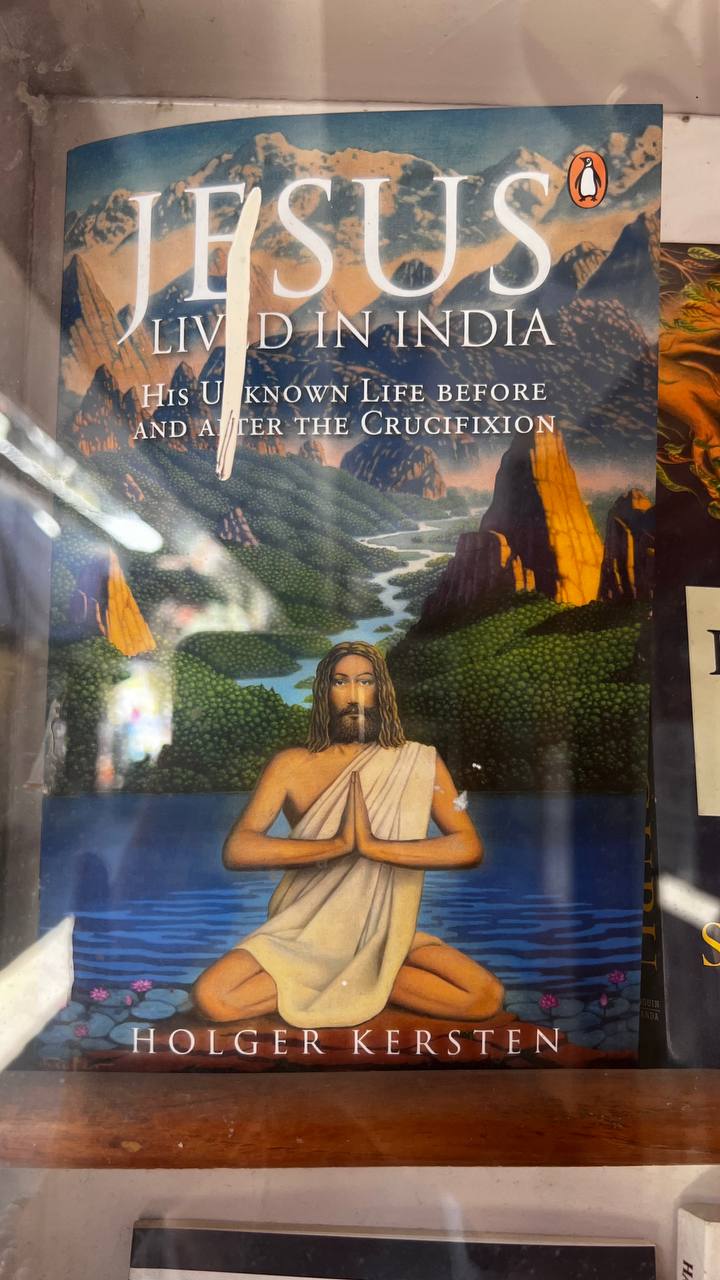 JESUS
LIVED IN INDIA
HIS UNKNOWN LIFE BEFORE
AND AFTER THE CRUCIFIXION
HOLGER KERSTEN